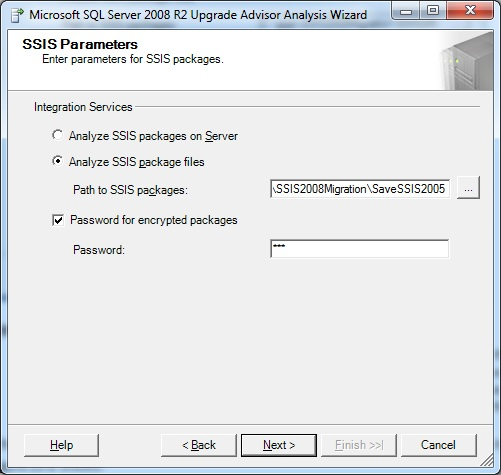 Microsoft SQL Server 2008 R2 Upgrade Advisor Analysis Wizard
SSIS Parameters
Enter parameters for SSIS packages.
Integration Services
Analyze SSIS packages on Server
Analyze SSIS package files
Path to SSIS packages:
\SSIS2008Migration\SaveSSIS2005
...
Password for encrypted packages
Password:
***
Help
< Back
Next >
Finish >>|
Cancel